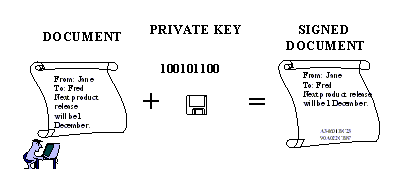 DOCUMENT
PRIVATE KEY
SIGNED
DOCUMENT
From: Jane
To: Fred
Next product
release
will be 1
December.
100101100
+
=
From: Jane
To: Fred
Next product release
will be 1 December.